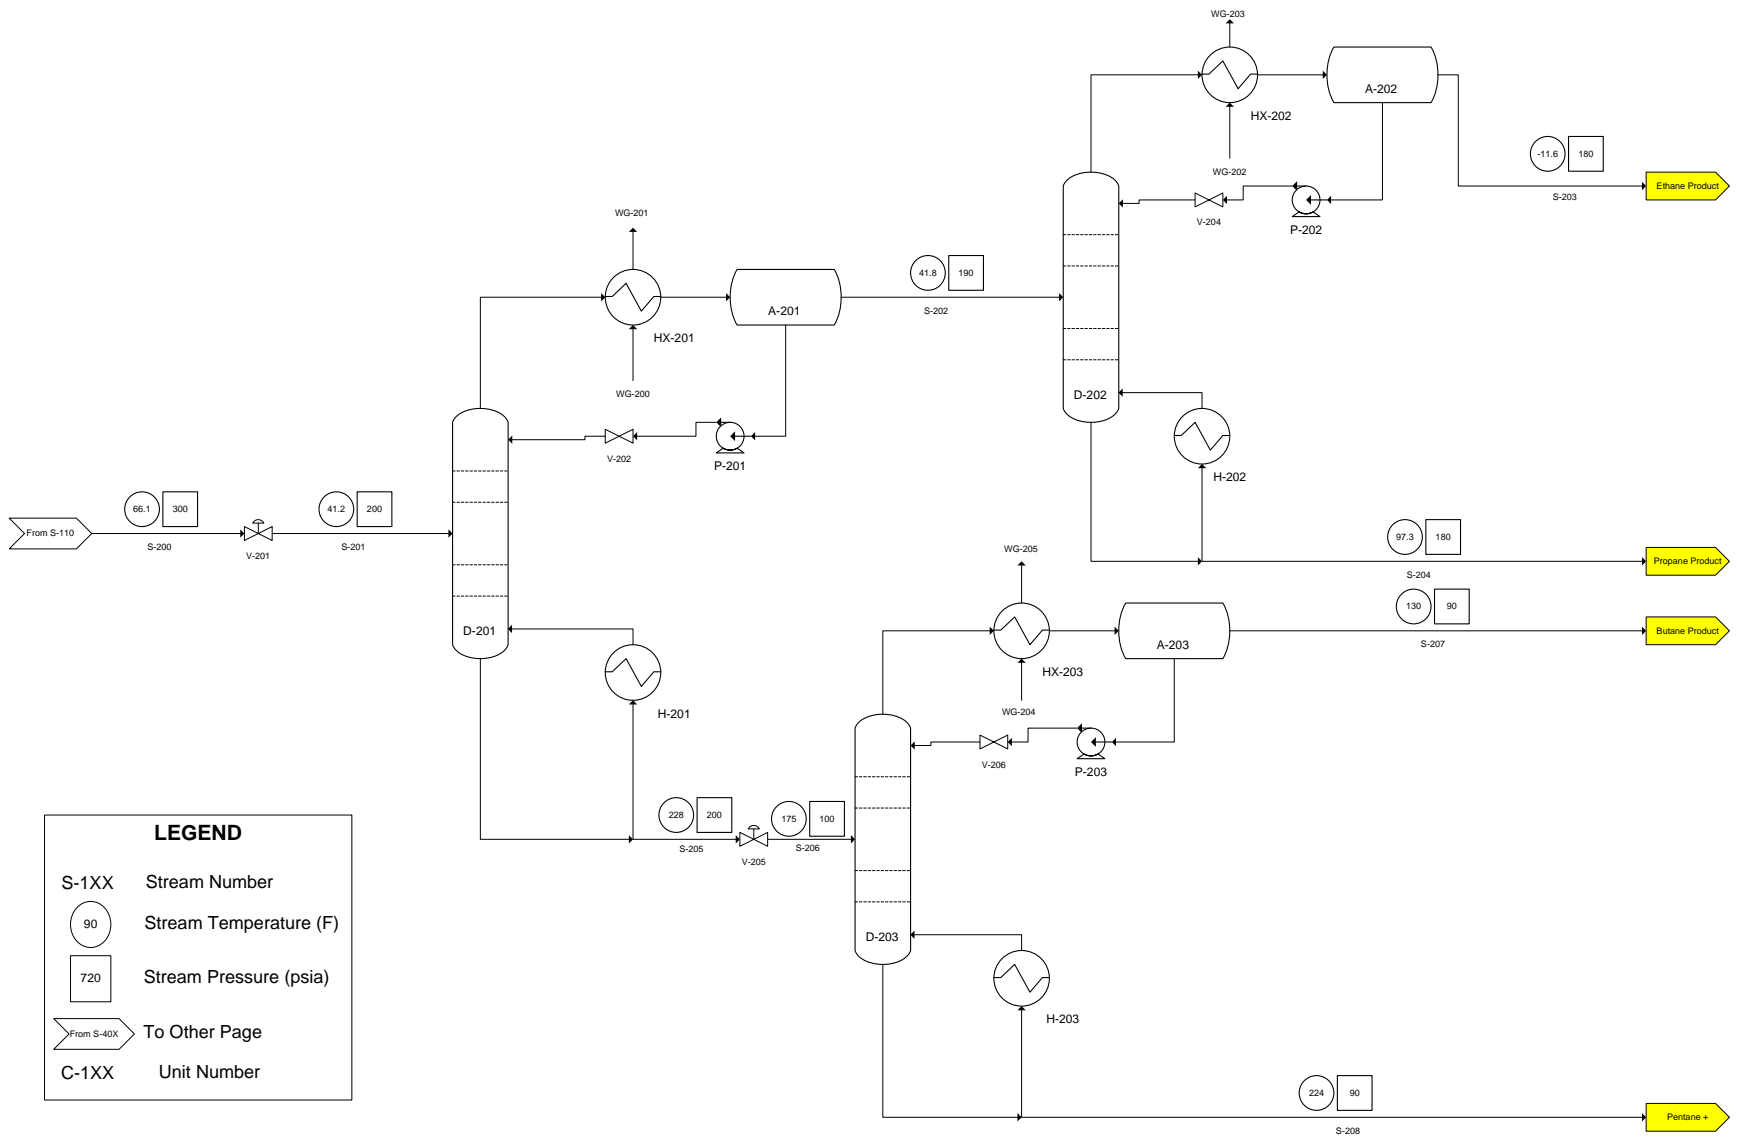 WG-203
A-202
HX-202
-11.6
180
WG-202
Ethane Product
S-203
V-204
P-202
WG-201
41.8
190
A-201
S-202
HX-201
WG-200
D-202
V-202
P-201
H-202
66.1
300
41.2
200
From S-110
S-200
V-201
S-201
97.3
180
WG-205
Propane Product
S-204
130
90
D-201
Butane Product
A-203
S-207
HX-203
H-201
WG-204
V-206
P-203
228
200
175
100
S-205
V-205
S-206
D-203
H-203
224
90
Pentane +
S-208
LEGEND
S-1XX Stream Number
90 Stream Temperature (F)
720 Stream Pressure (psia)
From S-40X To Other Page
C-1XX Unit Number